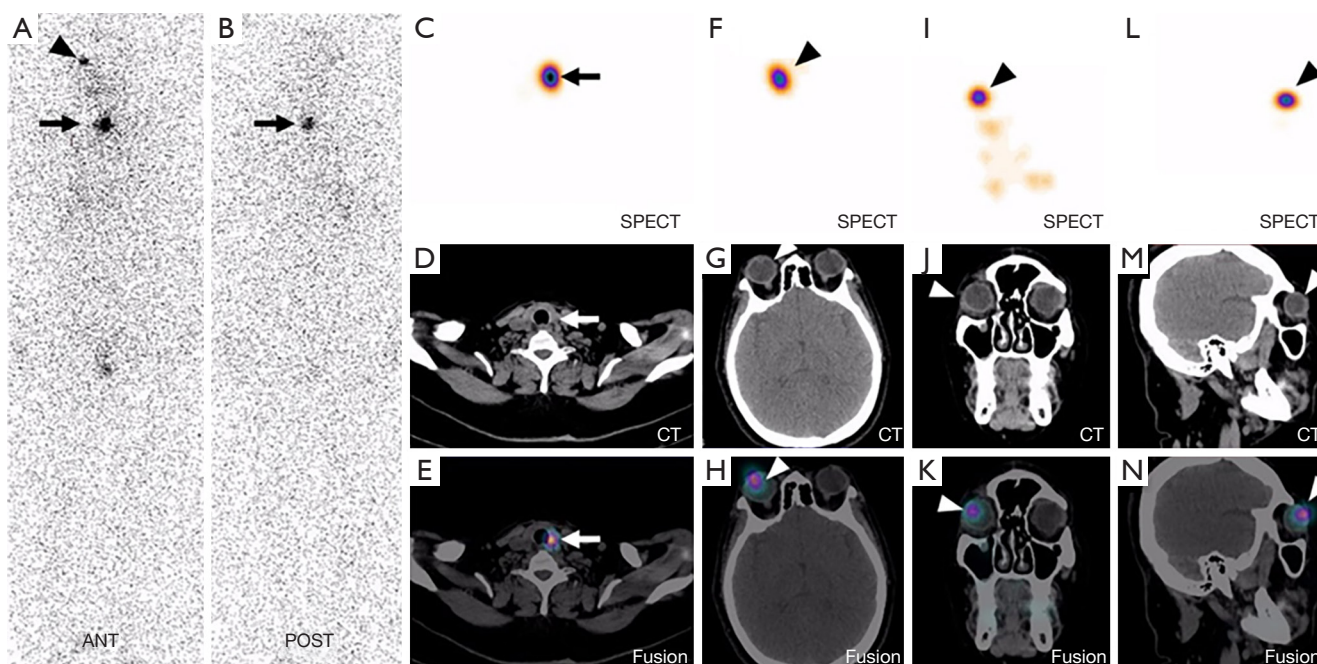 A B C F I L
SPECT SPECT SPECT SPECT
D G J M
CT CT CT CT
E H K N
ANT POST Fusion Fusion Fusion Fusion